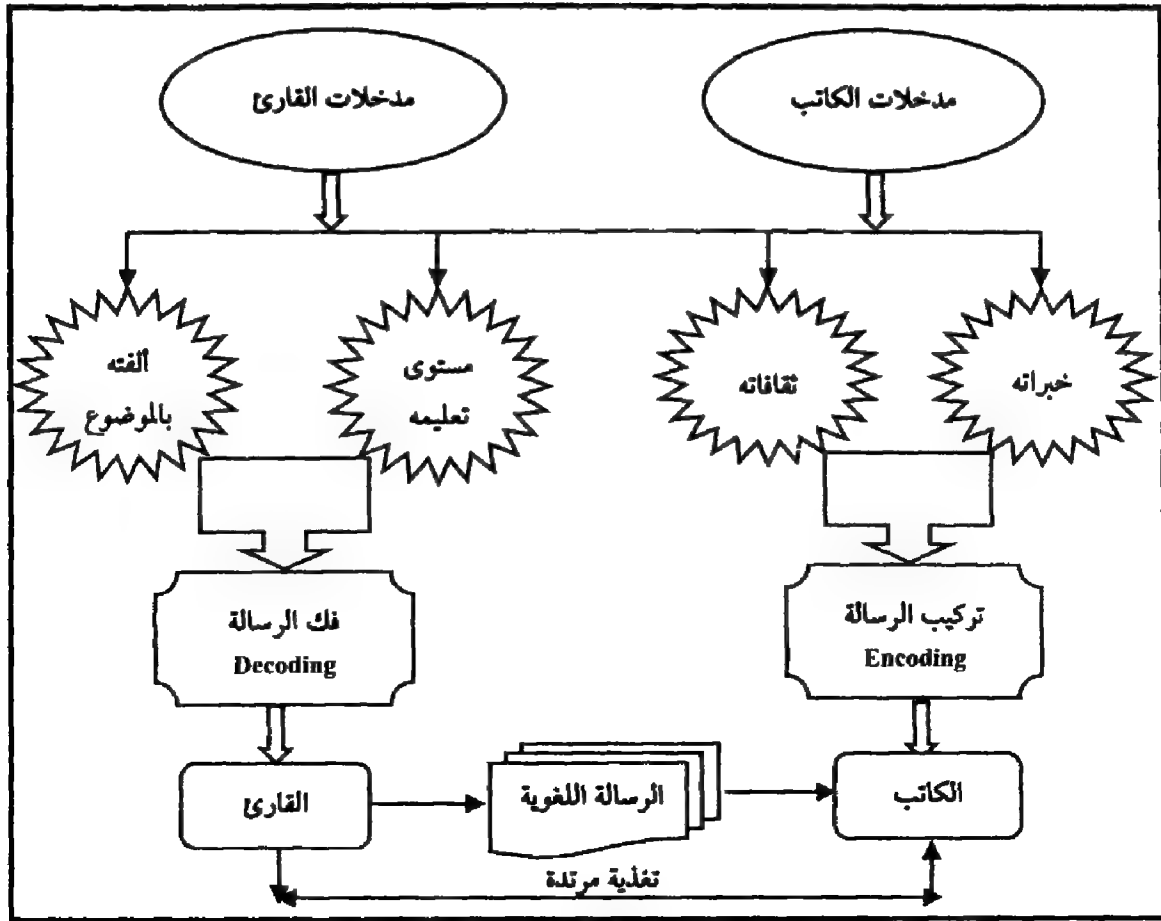 مدخلات الكاتب
مدخلات القارئ
خبراته
ثقافاته
مستوى
تعليمه
ألفته
بالموضوع
تركيب الرسالة
Encoding
فك الرسالة
Decoding
الكاتب
الرسالة اللغوية
القارئ
تغذية مرتدة